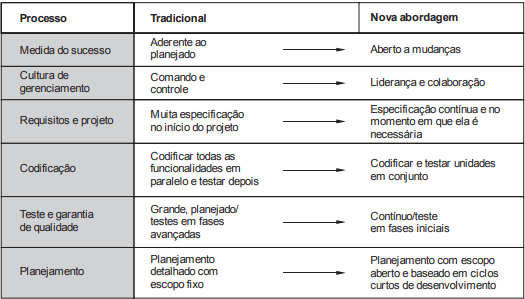 Processo Tradicional Nova abordagem
Medida do sucesso
Aderente ao
planejado
Aberto a mudanças
Cultura de
gerenciamento
Comando e
controle
Liderança e colaboração
Requisitos e projeto
Muita especificação
no início do projeto
Especificação contínua e no
momento em que ela é
necessária
Codificação
Codificar todas as
funcionalidades em
paralelo e testar depois
Codificar e testar unidades
em conjunto
Teste e garantia
de qualidade
Grande, planejado/
testes em fases
avançadas
Contínuo/teste
em fases iniciais
Planejamento
Planejamento
detalhado com
escopo fixo
Planejamento com escopo
aberto e baseado em ciclos
curtos de desenvolvimento